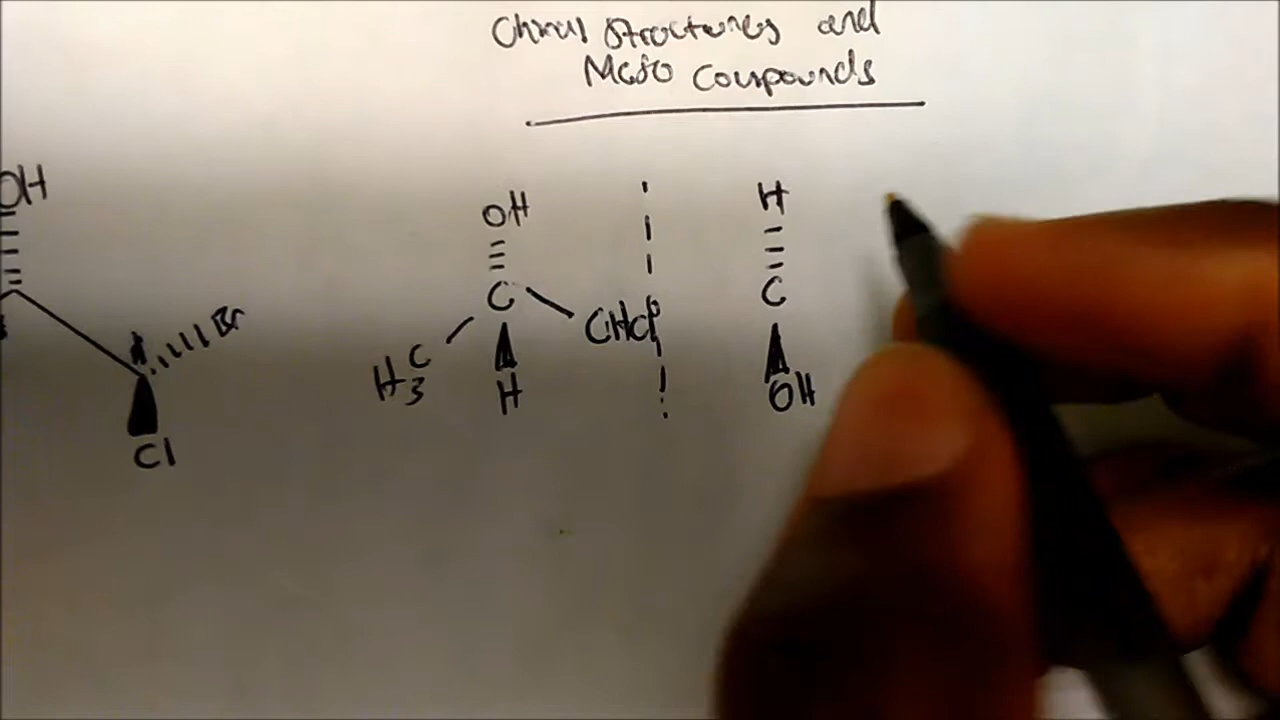 Chiral Structures and
Meso Compounds
OH
Br
Cl
OH
C
CHCl
H3C
H
H
C
OH